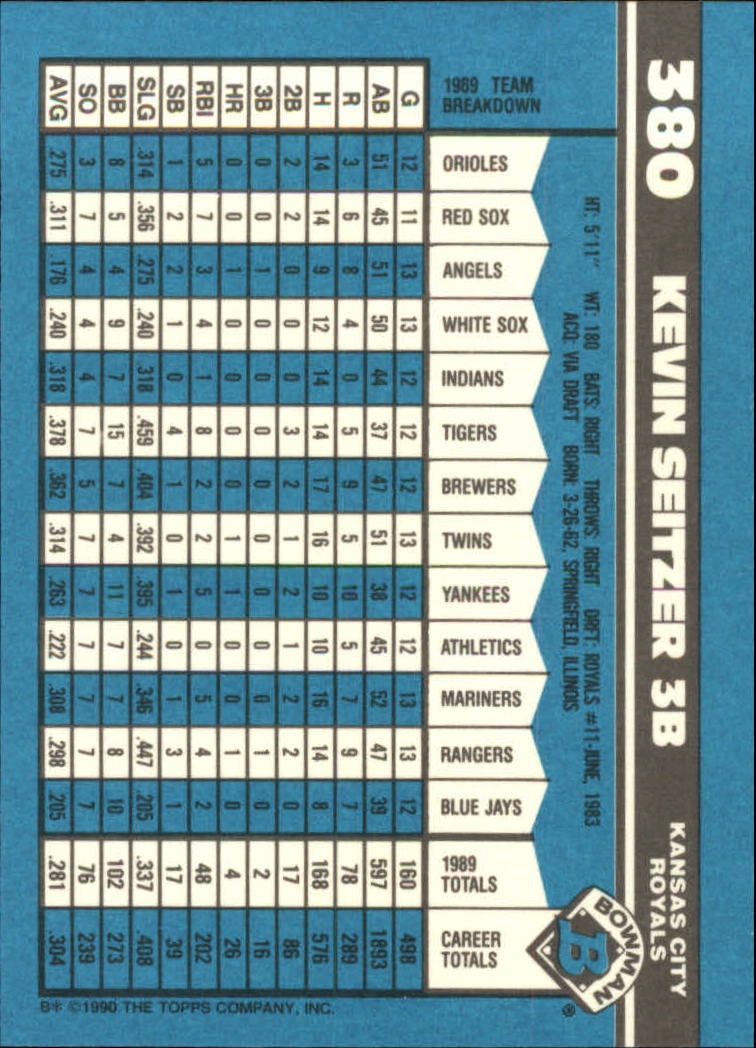 380 KEVIN SEITZER 3B KANSAS CITY
ROYALS
HT: 5'11" WT: 180 BATS: RIGHT THROWS: RIGHT DRFT: ROYALS #11-JUNE, 1983
ACQ: VIA DRAFT BORN: 3-26-62, SPRINGFIELD, ILLINOIS
BOWMAN
B
®
1989 TEAM
BREAKDOWN
ORIOLES RED SOX ANGELS WHITE SOX INDIANS TIGERS BREWERS TWINS YANKEES ATHLETICS MARINERS RANGERS BLUE JAYS 1989 TOTALS CAREER TOTALS
G 12 11 13 13 12 12 12 13 12 12 13 13 12 160 498
AB 51 45 51 50 44 37 47 51 38 45 52 47 39 597 1893
R 3 6 8 4 0 5 9 5 10 5 7 9 7 78 289
H 14 14 9 12 14 14 17 16 10 10 16 14 8 168 576
2B 2 2 0 0 0 3 2 1 2 1 2 2 0 17 86
3B 0 0 1 0 0 0 0 0 0 0 0 1 0 2 16
HR 0 0 1 0 0 0 0 1 1 0 0 1 0 4 26
RBI 5 7 3 4 1 8 2 2 5 0 5 4 2 48 202
SB 1 2 2 1 0 4 1 0 1 0 1 3 1 17 39
SLG .314 .356 .275 .240 .318 .459 .404 .392 .395 .244 .346 .447 .205 .337 .408
BB 8 5 4 9 7 15 7 4 11 7 7 8 10 102 273
SO 3 7 4 4 4 7 5 7 7 7 7 7 7 76 239
AVG .275 .311 .176 .240 .318 .378 .362 .314 .263 .222 .308 .298 .205 .281 .304
B* ©1990 THE TOPPS COMPANY, INC.